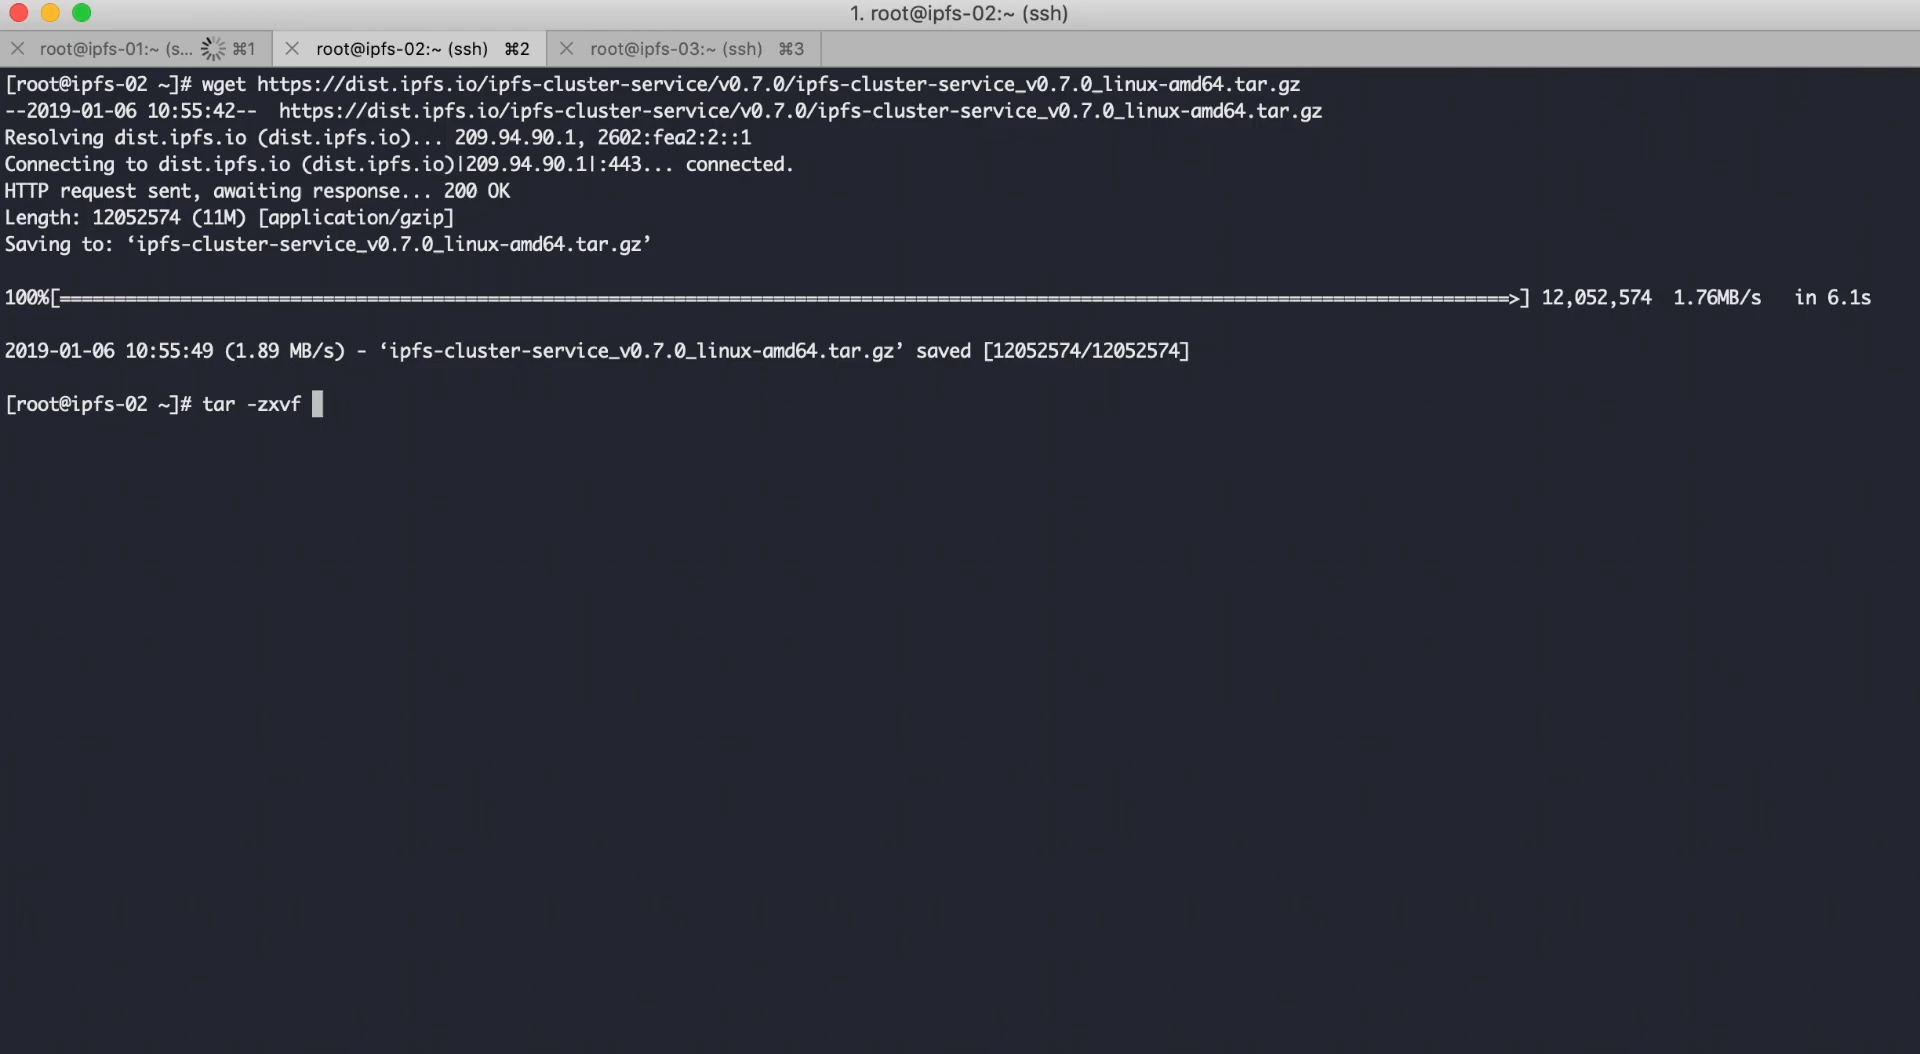 1. root@ipfs-02:~ (ssh)
root@ipfs-01:~ (s... ⌘1 root@ipfs-02:~ (ssh) ⌘2 root@ipfs-03:~ (ssh) ⌘3
[root@ipfs-02 ~]# wget https://dist.ipfs.io/ipfs-cluster-service/v0.7.0/ipfs-cluster-service_v0.7.0_linux-amd64.tar.gz
--2019-01-06 10:55:42--  https://dist.ipfs.io/ipfs-cluster-service/v0.7.0/ipfs-cluster-service_v0.7.0_linux-amd64.tar.gz
Resolving dist.ipfs.io (dist.ipfs.io)... 209.94.90.1, 2602:fea2:2::1
Connecting to dist.ipfs.io (dist.ipfs.io)|209.94.90.1|:443... connected.
HTTP request sent, awaiting response... 200 OK
Length: 12052574 (11M) [application/gzip]
Saving to: ‘ipfs-cluster-service_v0.7.0_linux-amd64.tar.gz’
100%[====================================================================================================================================>] 12,052,574  1.76MB/s   in 6.1s
2019-01-06 10:55:49 (1.89 MB/s) - ‘ipfs-cluster-service_v0.7.0_linux-amd64.tar.gz’ saved [12052574/12052574]
[root@ipfs-02 ~]# tar -zxvf